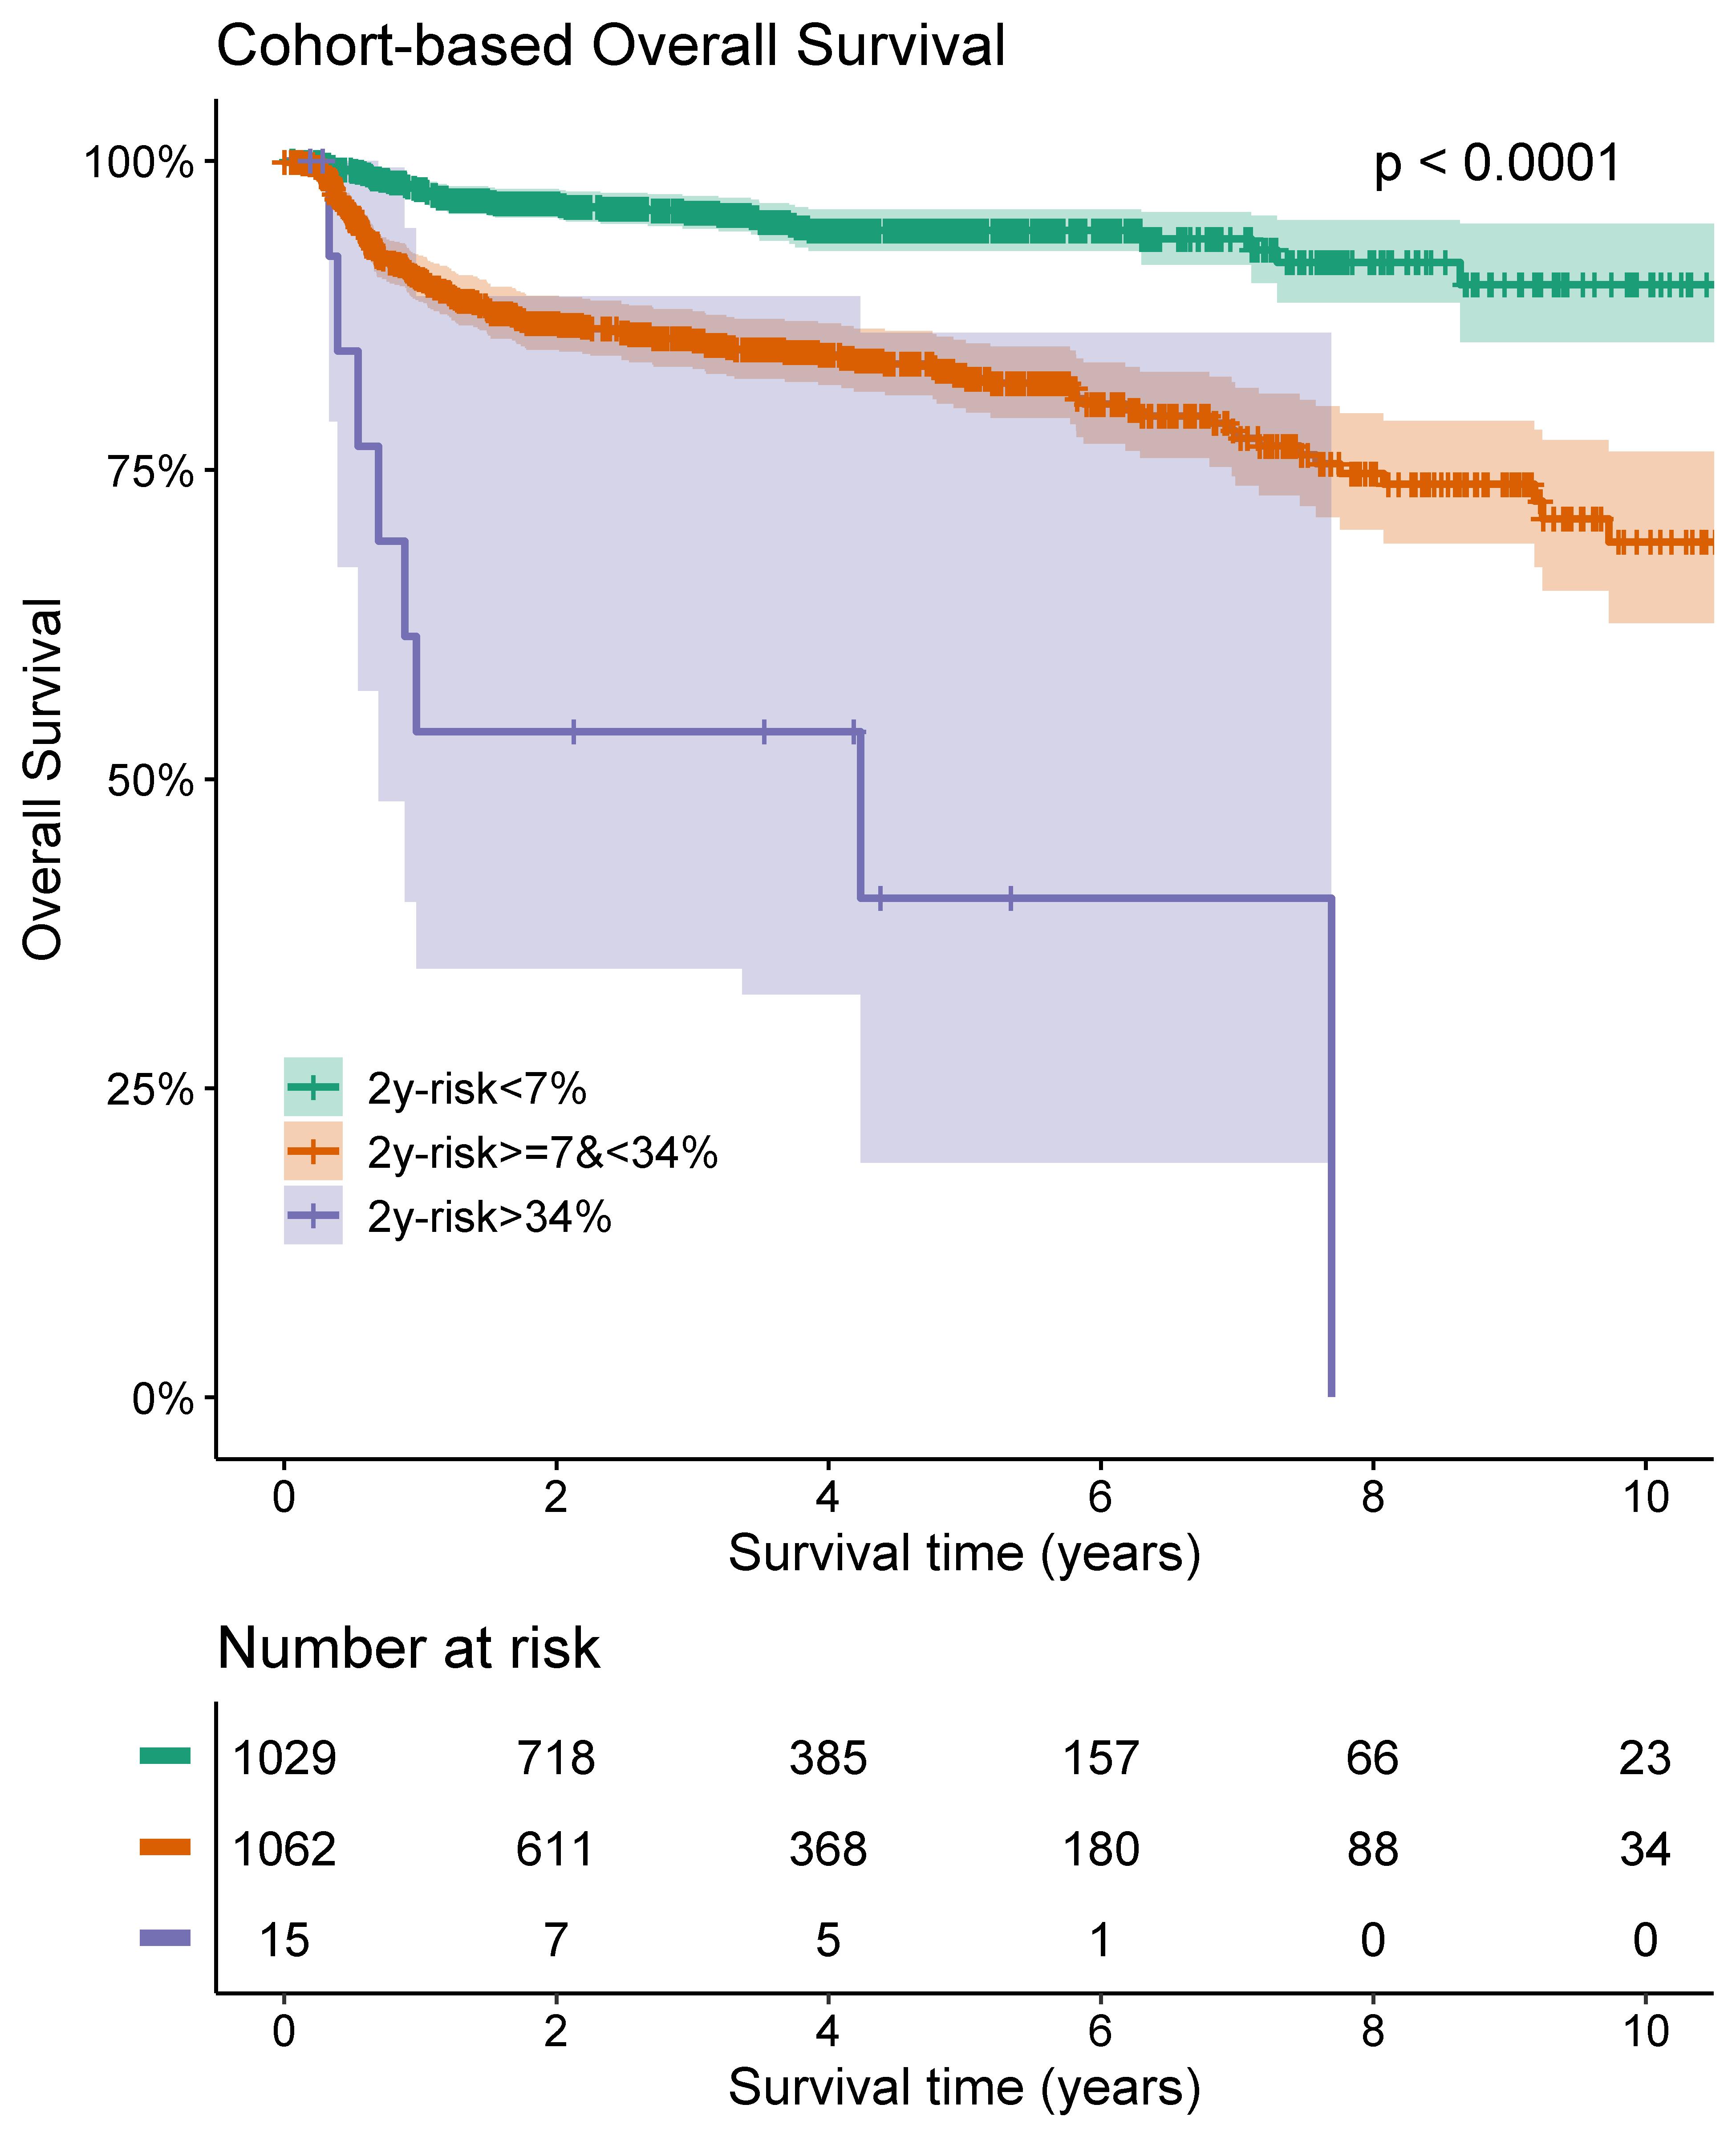 Cohort-based Overall Survival
p < 0.0001
100%
75%
50%
25%
0%
Overall Survival
2y-risk<7%
2y-risk>=7&<34%
2y-risk>34%
0 2 4 6 8 10
Survival time (years)
Number at risk
1029 718 385 157 66 23
1062 611 368 180 88 34
15 7 5 1 0 0
0 2 4 6 8 10
Survival time (years)